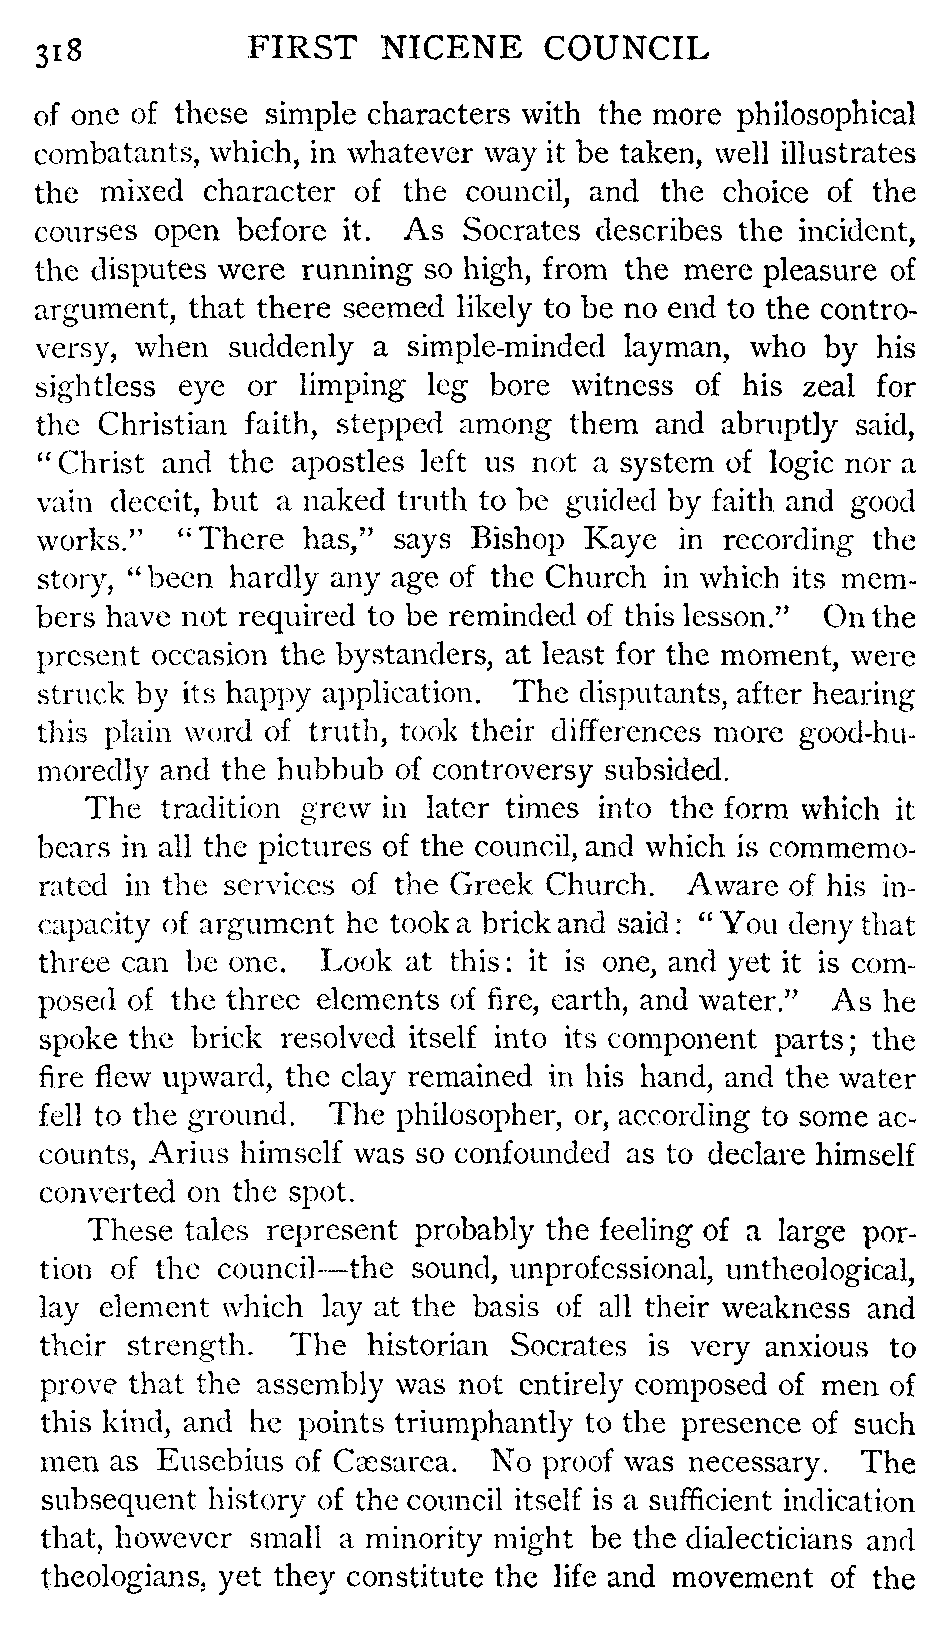 318 FIRST NICENE COUNCIL
of one of these simple characters with the more philosophical
combatants, which, in whatever way it be taken, well illustrates
the mixed character of the council, and the choice of the
courses open before it. As Socrates describes the incident,
the disputes were running so high, from the mere pleasure of
argument, that there seemed likely to be no end to the contro-
versy, when suddenly a simple-minded layman, who by his
sightless eye or limping leg bore witness of his zeal for
the Christian faith, stepped among them and abruptly said,
“Christ and the apostles left us not a system of logic nor a
vain deceit, but a naked truth to be guided by faith and good
works.” “There has,” says Bishop Kaye in recording the
story, “been hardly any age of the Church in which its mem-
bers have not required to be reminded of this lesson.” On the
present occasion the bystanders, at least for the moment, were
struck by its happy application. The disputants, after hearing
this plain word of truth, took their differences more good-hu-
moredly and the hubbub of controversy subsided.
The tradition grew in later times into the form which it
bears in all the pictures of the council, and which is commemo-
rated in the services of the Greek Church. Aware of his in-
capacity of argument he took a brick and said: “You deny that
three can be one. Look at this: it is one, and yet it is com-
posed of the three elements of fire, earth, and water.” As he
spoke the brick resolved itself into its component parts; the
fire flew upward, the clay remained in his hand, and the water
fell to the ground. The philosopher, or, according to some ac-
counts, Arius himself was so confounded as to declare himself
converted on the spot.
These tales represent probably the feeling of a large por-
tion of the council—the sound, unprofessional, untheological,
lay element which lay at the basis of all their weakness and
their strength. The historian Socrates is very anxious to
prove that the assembly was not entirely composed of men of
this kind, and he points triumphantly to the presence of such
men as Eusebius of Cæsarea. No proof was necessary. The
subsequent history of the council itself is a sufficient indication
that, however small a minority might be the dialecticians and
theologians, yet they constitute the life and movement of the